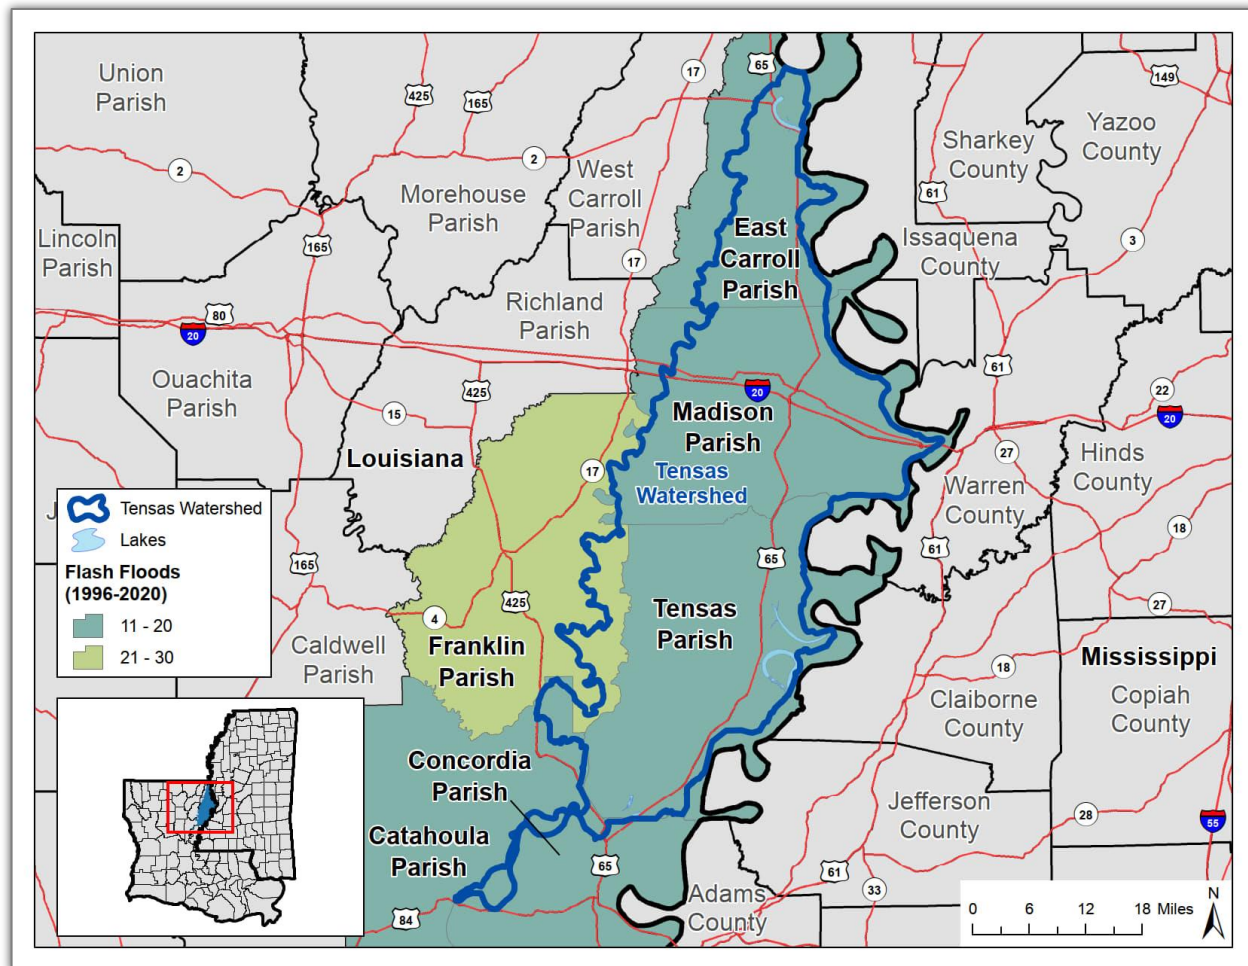 Union
Parish
425
165
17
65
149
2
2
Morehouse
Parish
West
Carroll
Parish
Sharkey
County
Yazoo
County
61
Lincoln
Parish
165
17
East
Carroll
Parish
Issaquena
County
3
Richland
Parish
80
20
Ouachita
Parish
425
15
20
61
22
20
Madison
Parish
Tensas
Watershed
Louisiana
17
27
Hinds
County
Warren
County
18
J
Tensas Watershed
Lakes
Flash Floods
(1996-2020)
11 - 20
21 - 30
165
61
65
425
4
27
Tensas
Parish
Franklin
Parish
Caldwell
Parish
Mississippi
18
Claiborne
County
Copiah
County
Concordia
Parish
Catahoula
Parish
Jefferson
County
28
55
65
61
33
Adams
County
84
0 6 12 18 Miles
N